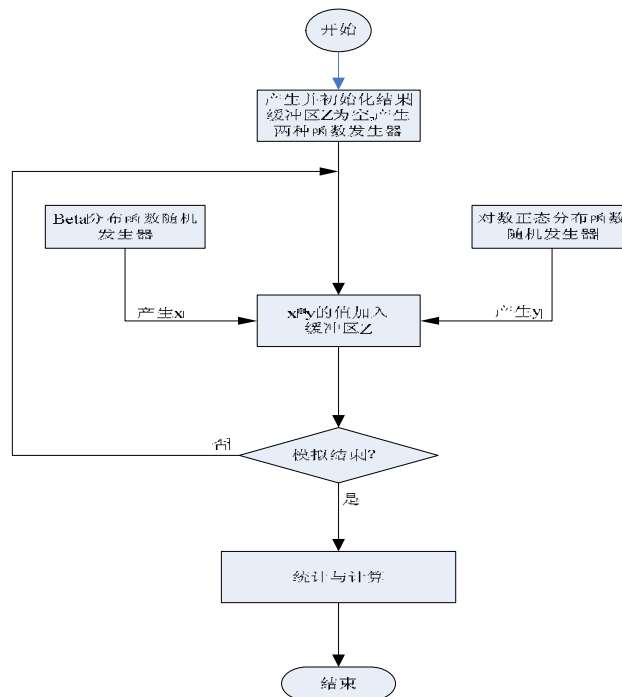 开始
产生并初始化结果
缓冲区Z为空,产生
两种函数发生器
Beta分布函数随机
发生器
对数正态分布函数
随机发生器
产生x
产生y
x*y的值加入
缓冲区Z
否
模拟结束?
是
统计与计算
结束